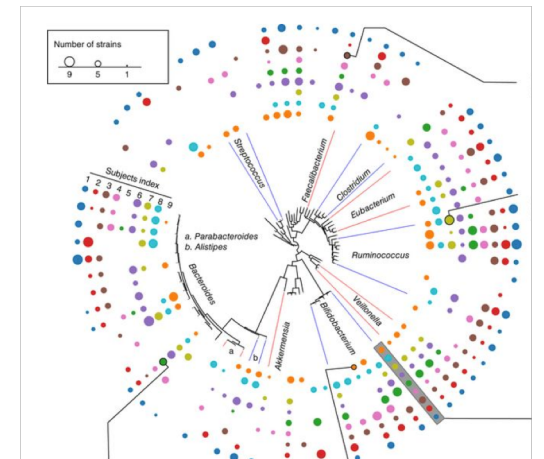 Number of strains
9 5 1
Subjects index
1 2 3 4 5 6 7 8 9
Streptococcus
Faecalibacterium
Clostridium
Eubacterium
Ruminococcus
a. Parabacteroides
b. Alistipes
Bacteroides
Veillonella
Bifidobacterium
Akkermensia
a
b